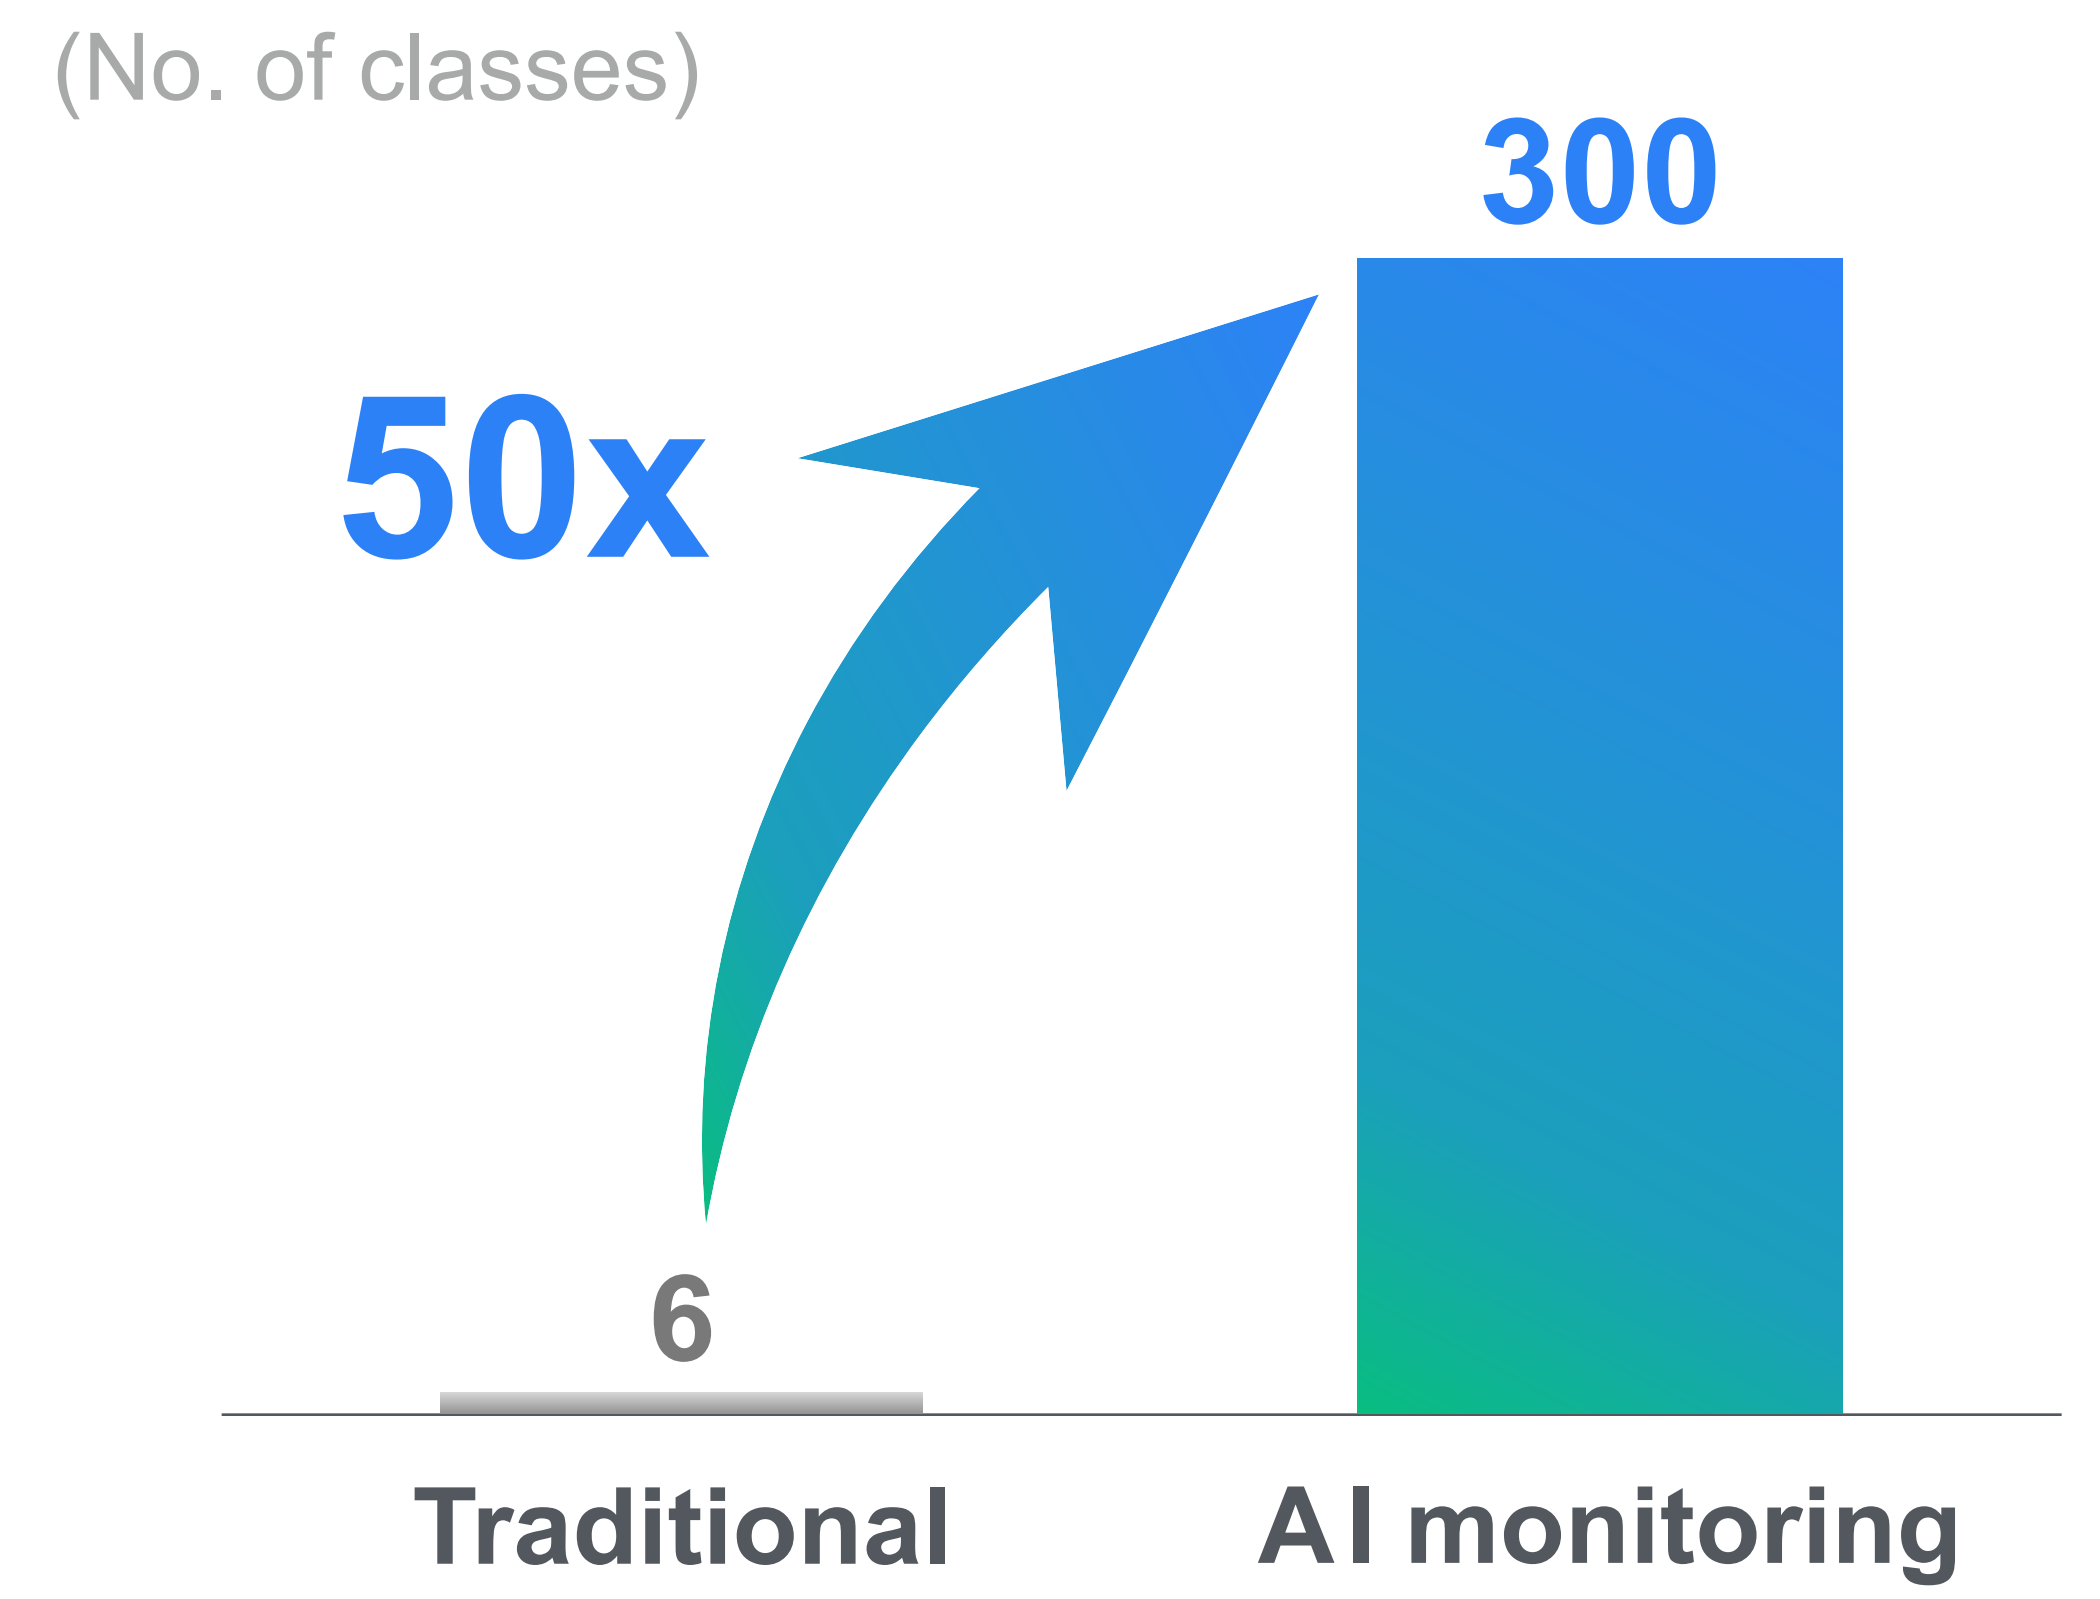 (No. of classes)
300
50x
6
Traditional
AI monitoring